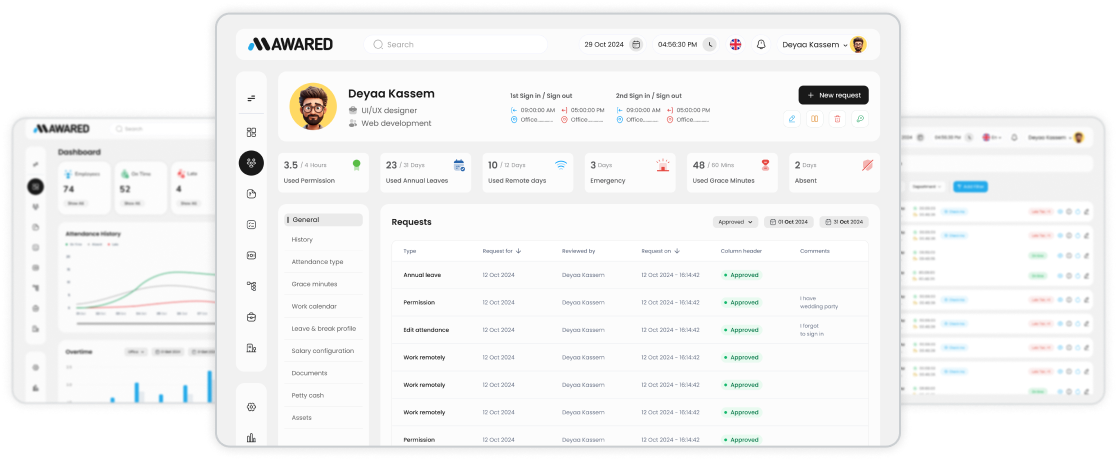 AWARED
Search
29 Oct 2024
04:56:30 PM
Deyaa Kassem
Deyaa Kassem
UI/UX designer
Web development
1st Sign in / Sign out
09:00:00 AM 05:00:00 PM
Office
Office
2nd Sign in / Sign out
09:00:00 AM 05:00:00 PM
Office
Office
+ New request
3.5 / 4 Hours
Used Permission
23 / 31 Days
Used Annual Leaves
10 / 12 Days
Used Remote days
3 Days
Emergency
48 / 60 Mins
Used Grace Minutes
2 Days
Absent
General
History
Attendance type
Grace minutes
Work calendar
Leave & break profile
Salary configuration
Documents
Petty cash
Assets
Requests
Approved
01 Oct 2024
31 Oct 2024
Type Request for Reviewed by Request on Column header Comments
Annual leave 12 Oct 2024 Deyaa Kassem 12 Oct 2024 - 16:14:42 Approved
Permission 12 Oct 2024 Deyaa Kassem 12 Oct 2024 - 16:14:42 Approved I have
wedding party
Edit attendance 12 Oct 2024 Deyaa Kassem 12 Oct 2024 - 16:14:42 Approved I forgot
to sign in
Work remotely 12 Oct 2024 Deyaa Kassem 12 Oct 2024 - 16:14:42 Approved
Work remotely 12 Oct 2024 Deyaa Kassem 12 Oct 2024 - 16:14:42 Approved
Work remotely 12 Oct 2024 Deyaa Kassem 12 Oct 2024 - 16:14:42 Approved
Permission 12 Oct 2024 Deyaa Kassem 12 Oct 2024 - 16:14:42 Approved
AWARED
Search
Dashboard
Employees
74
Show All
On Time
52
Show All
Late
4
Show All
Attendance History
Overtime
Deyaa Kassem
Department